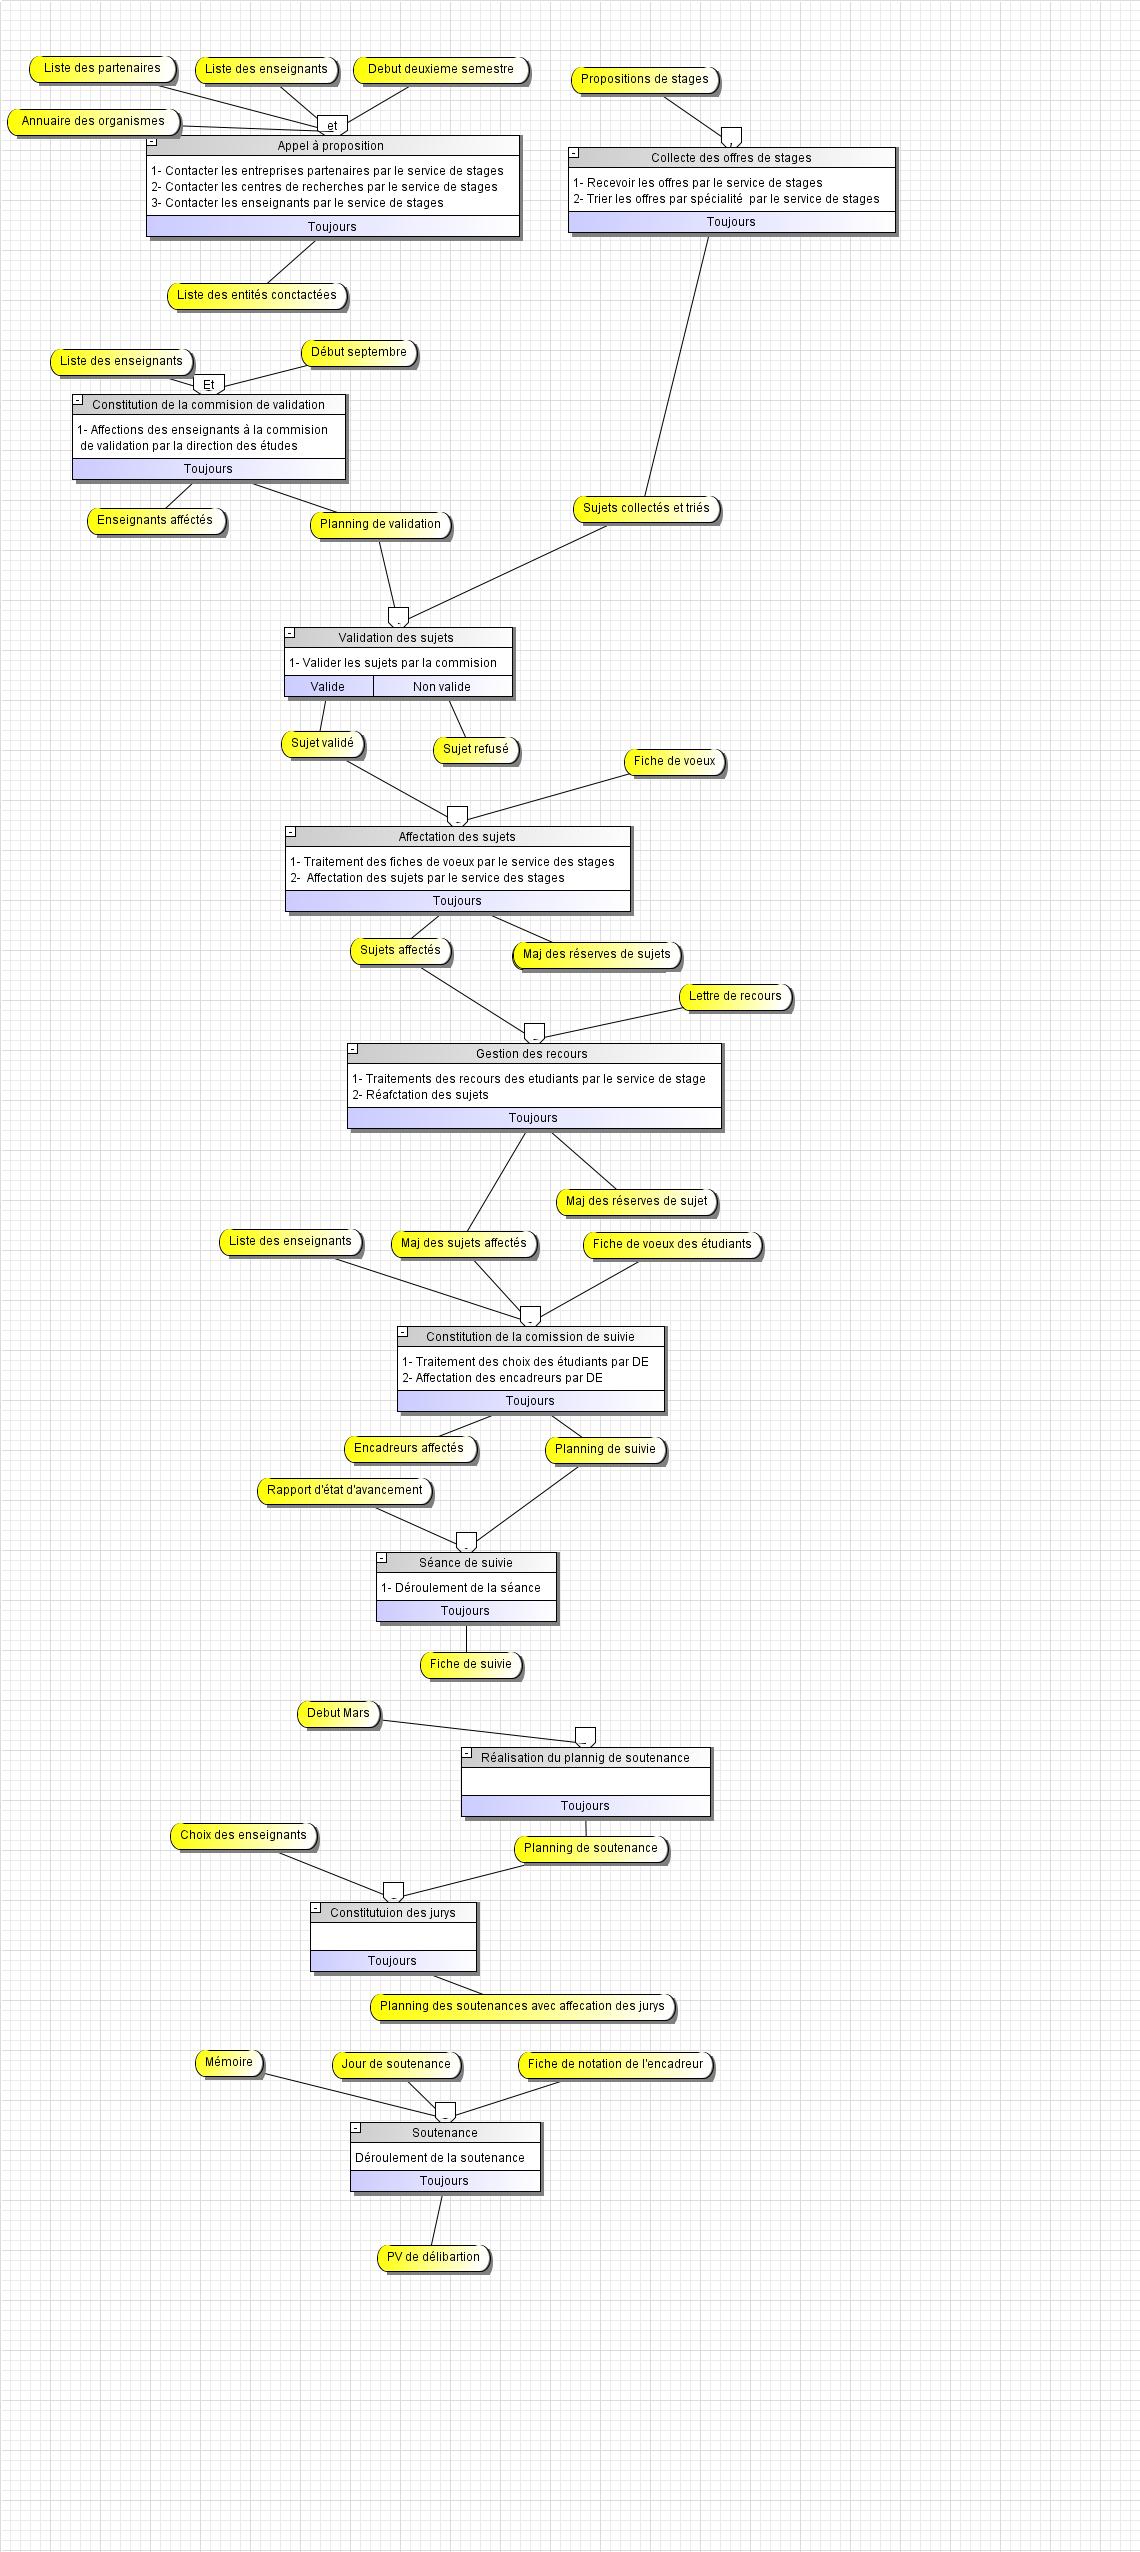 Liste des partenaires
Liste des enseignants
Debut deuxieme semestre
Propositions de stages
Annuaire des organismes
et
Appel à proposition
1- Contacter les entreprises partenaires par le service de stages
2- Contacter les centres de recherches par le service de stages
3- Contacter les enseignants par le service de stages
Toujours
Collecte des offres de stages
1- Recevoir les offres par le service de stages
2- Trier les offres par spécialité par le service de stages
Toujours
Liste des entités conctactées
Liste des enseignants
Début septembre
Et
Constitution de la commision de validation
1- Affections des enseignants à la commision
de validation par la direction des études
Toujours
Enseignants afféctés
Planning de validation
Sujets collectés et triés
Validation des sujets
1- Valider les sujets par la commision
Valide
Non valide
Sujet validé
Sujet refusé
Fiche de voeux
Affectation des sujets
1- Traitement des fiches de voeux par le service des stages
2- Affectation des sujets par le service des stages
Toujours
Sujets affectés
Maj des réserves de sujets
Lettre de recours
Gestion des recours
1- Traitements des recours des etudiants par le service de stage
2- Réafctation des sujets
Toujours
Maj des réserves de sujet
Liste des enseignants
Maj des sujets affectés
Fiche de voeux des étudiants
Constitution de la comission de suivie
1- Traitement des choix des étudiants par DE
2- Affectation des encadreurs par DE
Toujours
Encadreurs affectés
Planning de suivie
Rapport d'état d'avancement
Séance de suivie
1- Déroulement de la séance
Toujours
Fiche de suivie
Debut Mars
Réalisation du plannig de soutenance
Toujours
Choix des enseignants
Planning de soutenance
Constitutuion des jurys
Toujours
Planning des soutenances avec affecation des jurys
Mémoire
Jour de soutenance
Fiche de notation de l'encadreur
Soutenance
Déroulement de la soutenance
Toujours
PV de délibartion